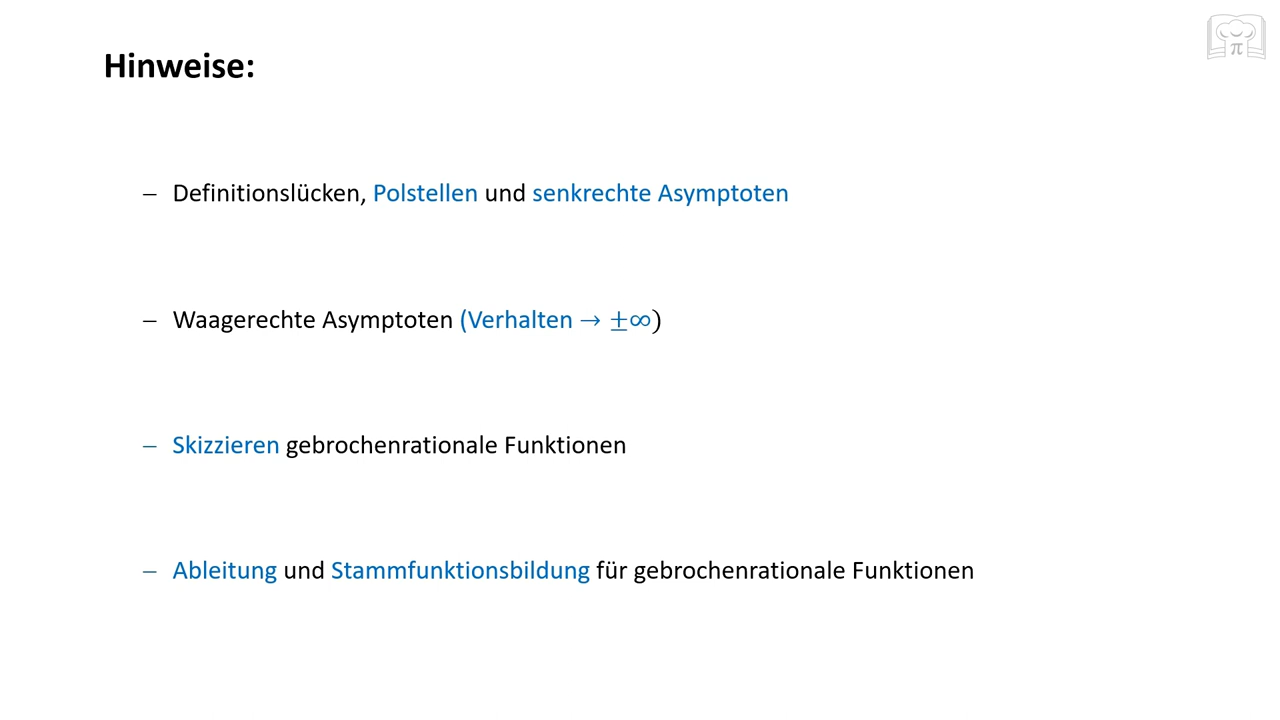 Hinweise:
– Definitionslücken, Polstellen und senkrechte Asymptoten
– Waagerechte Asymptoten (Verhalten → ±∞)
– Skizzieren gebrochenrationale Funktionen
– Ableitung und Stammfunktionsbildung für gebrochenrationale Funktionen
π